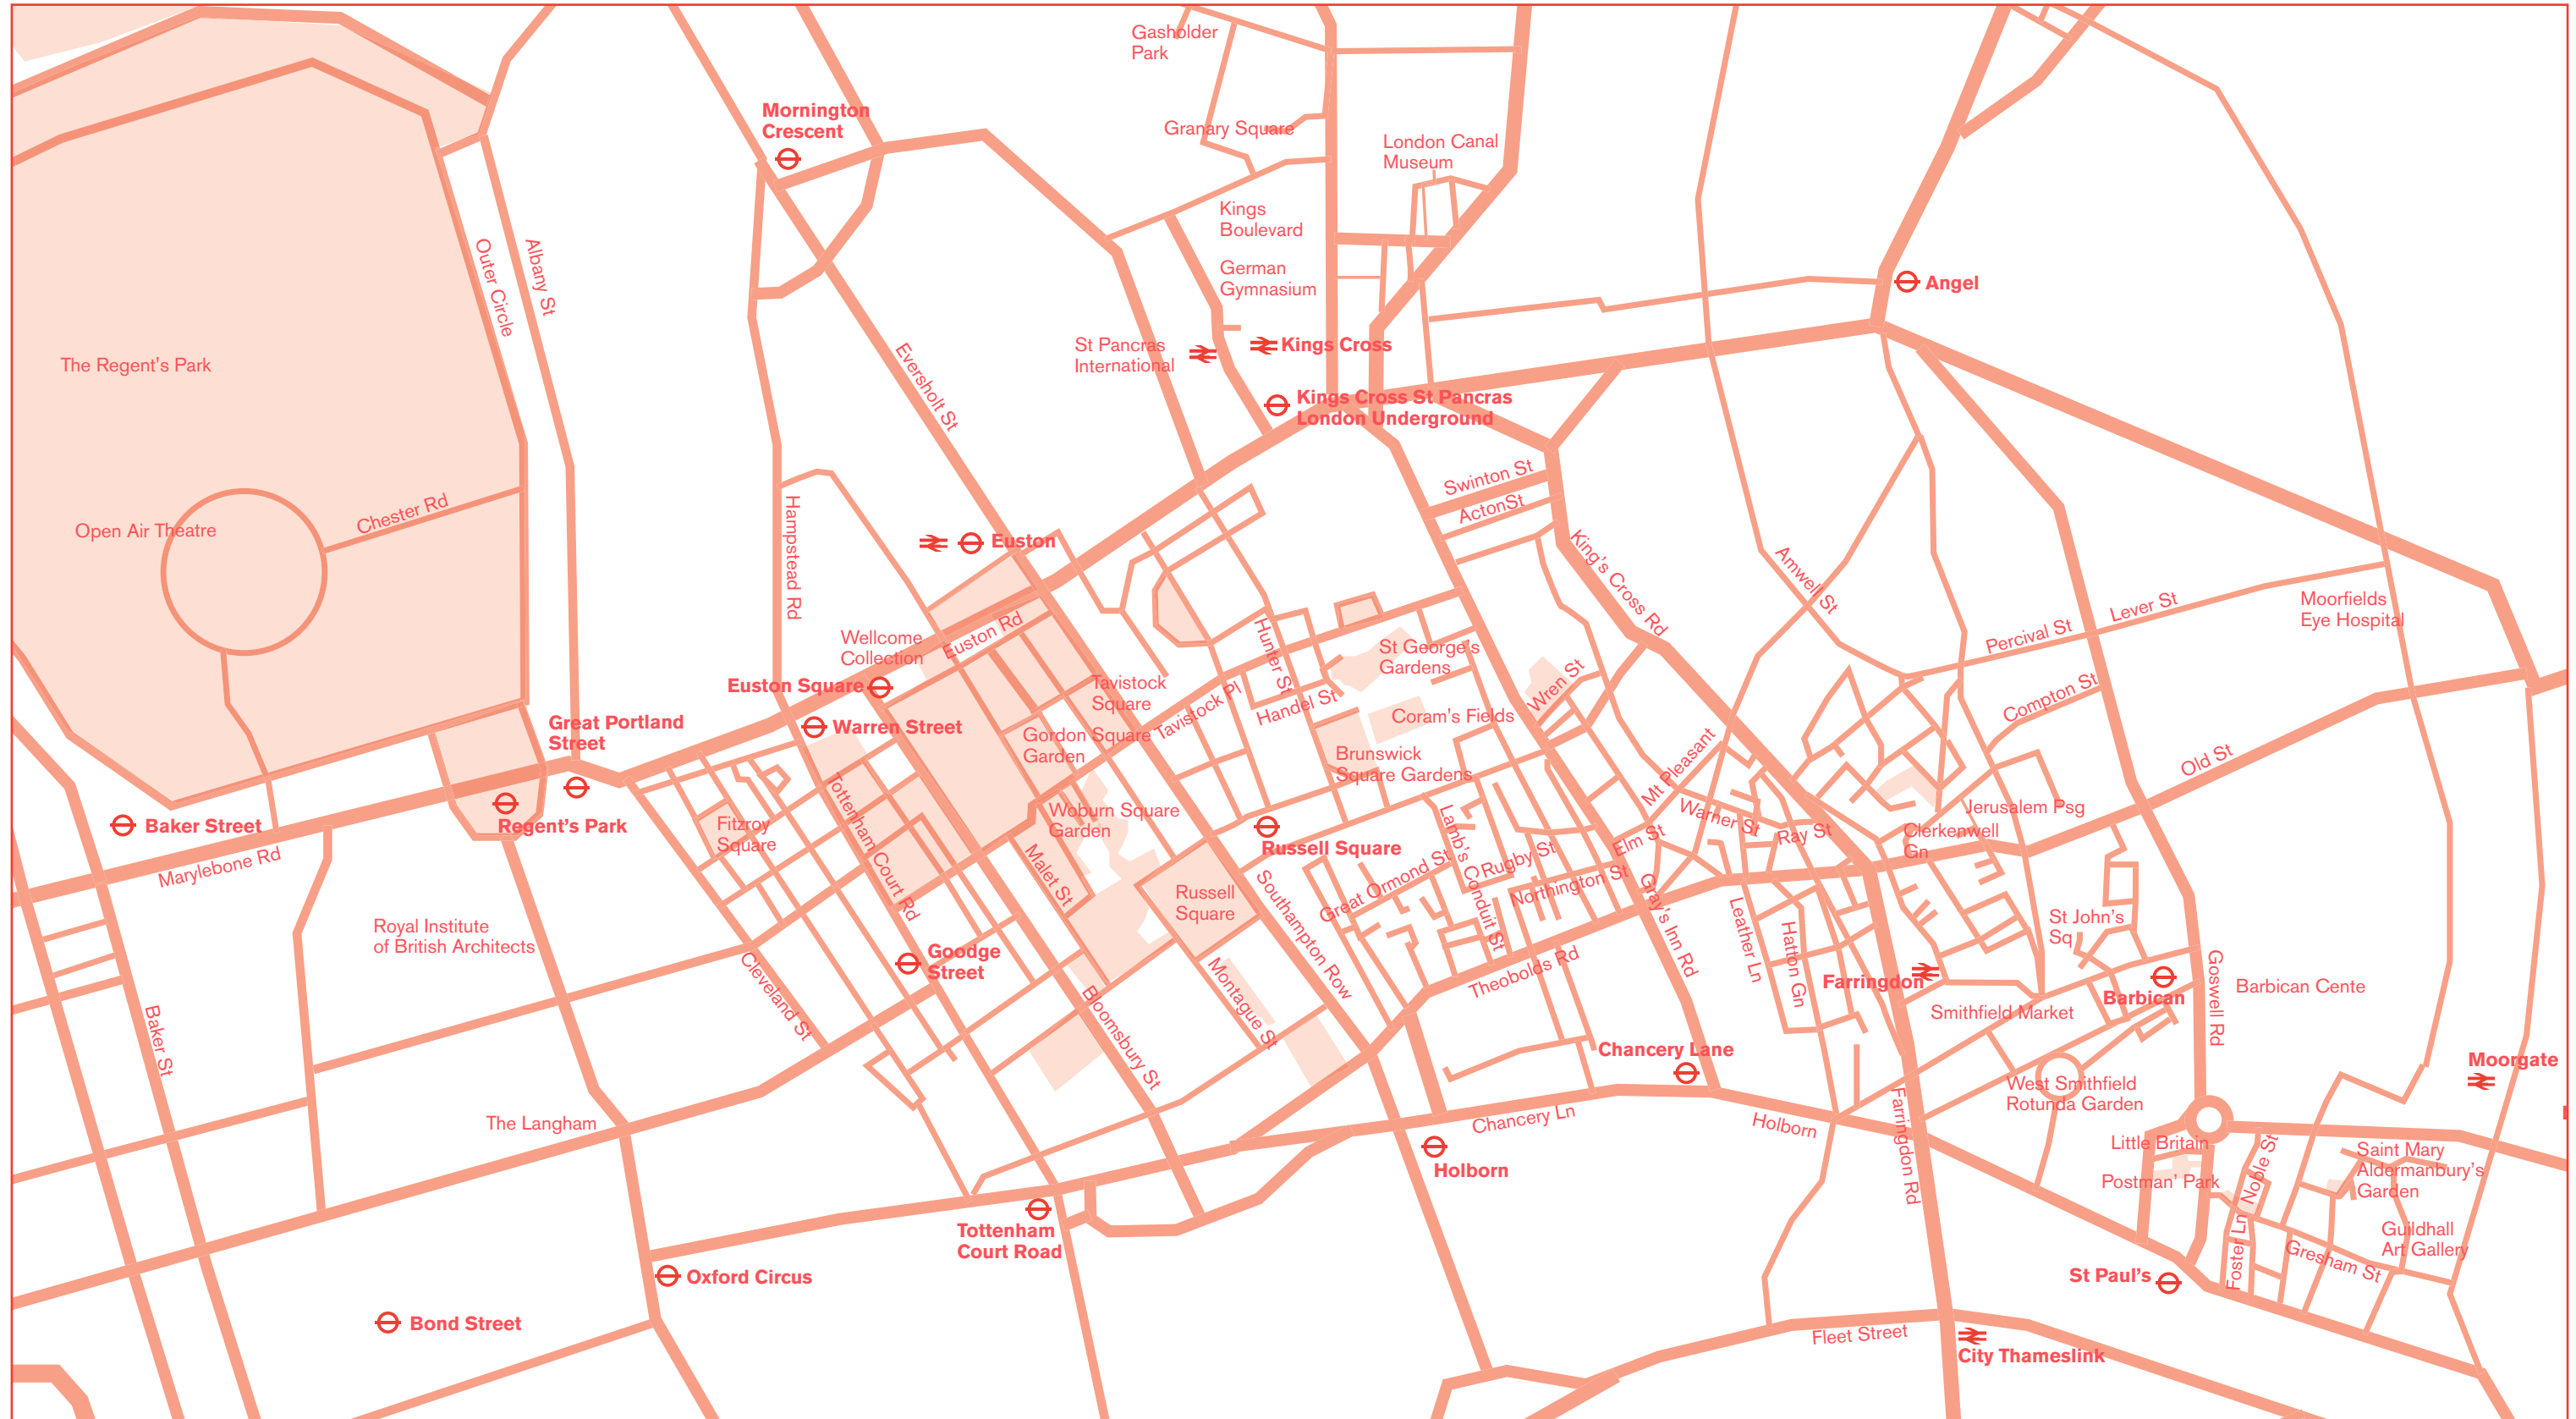 Gasholder
Park
Mornington
Crescent
Granary Square
London Canal
Museum
Kings
Boulevard
German
Gymnasium
Outer Circle
Albany St
Angel
St Pancras
International
Kings Cross
The Regent's Park
Eversholt St
Kings Cross St Pancras
London Underground
Swinton St
ActonSt
Chester Rd
Open Air Theatre
Hampstead Rd
Euston
King's Cross Rd
Amwell St
Moorfields
Eye Hospital
Lever St
Percival St
Wellcome
Collection
Euston Rd
Hunter St
St George's
Gardens
Euston Square
Tavistock
Square
Tavistock Pl
Handel St
Wren St
Compton St
Great Portland
Street
Warren Street
Gordon Square
Garden
Coram's Fields
Brunswick
Square Gardens
Mt Pleasant
Old St
Baker Street
Regent's Park
Marylebone Rd
Fitzroy
Square
Tottenham Court Rd
Woburn Square
Garden
Malet St
Russell Square
Lamb's Conduit St
Rugby St
Great Ormond St
Northington St
Elm St
Warner St
Ray St
Jerusalem Psg
Clerkenwell
Gn
Royal Institute
of British Architects
Russell
Square
Southampton Row
Gray's Inn Rd
Leather Ln
Hatton Gn
St John's
Sq
Goodge
Street
Cleveland St
Theobolds Rd
Farringdon
Barbican
Goswell Rd
Barbican Cente
Smithfield Market
Montague St
Bloomsbury St
Baker St
Chancery Lane
Moorgate
West Smithfield
Rotunda Garden
The Langham
Chancery Ln
Holborn
Farringdon Rd
Little Britain
Noble St
Saint Mary
Aldermanbury's
Garden
Holborn
Postman' Park
Tottenham
Court Road
Foster Ln
Gresham St
Guildhall
Art Gallery
St Paul's
Oxford Circus
Bond Street
Fleet Street
City Thameslink